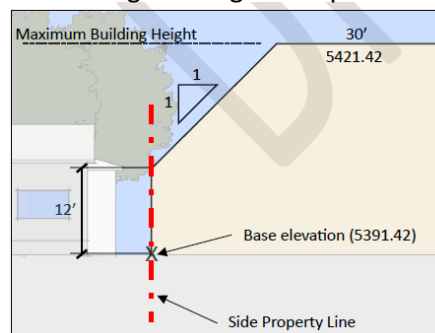 Maximum Building Height
30′
5421.42
1
1
12′
X
Base elevation (5391.42)
Side Property Line